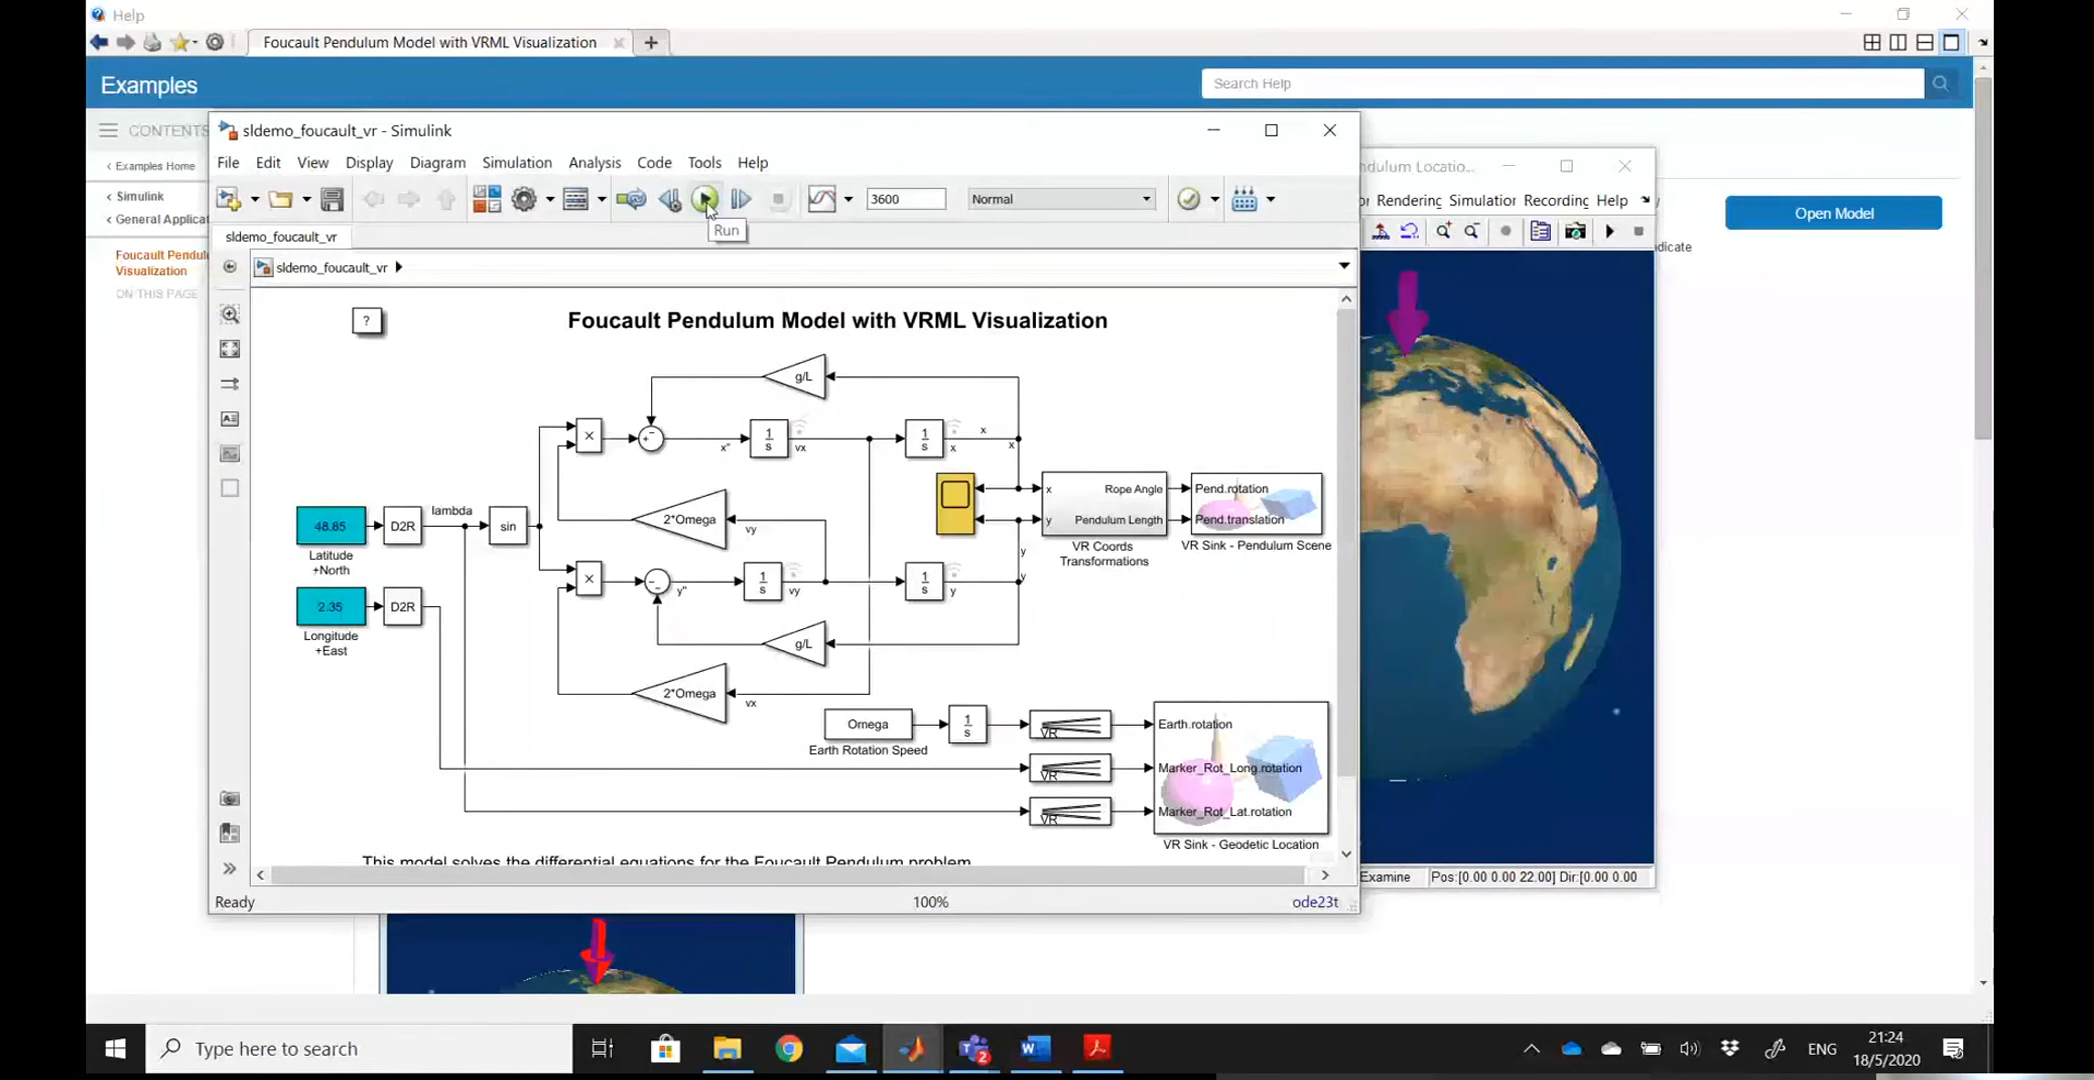 Help
Foucault Pendulum Model with VRML Visualization
Examples
Search Help
CONTENTS
Examples Home
Simulink
General Applicat
Foucault Pendulu
Visualization
ON THIS PAGE
Open Model
sldemo_foucault_vr - Simulink
File Edit View Display Diagram Simulation Analysis Code Tools Help
3600
Normal
Run
sldemo_foucault_vr
sldemo_foucault_vr
?
Foucault Pendulum Model with VRML Visualization
g/L
x"
1
s
vx
1
s
x
x
x
2*Omega
vy
48.85
Latitude
+North
D2R
lambda
sin
2.35
Longitude
+East
D2R
y"
1
s
vy
1
s
y
y
y
g/L
2*Omega
vx
x
y
Rope Angle
Pendulum Length
VR Coords
Transformations
Pend.rotation
Pend.translation
VR Sink - Pendulum Scene
Omega
Earth Rotation Speed
1
s
VR
VR
VR
Earth.rotation
Marker_Rot_Long.rotation
Marker_Rot_Lat.rotation
VR Sink - Geodetic Location
This model solves the differential equations for the Foucault Pendulum problem
Ready
100%
ode23t
ndulum Locatio...
Rendering Simulation Recording Help
dicate
Examine
Pos:[0.00 0.00 22.00] Dir:[0.00 0.00
Type here to search
2
ENG
21:24
18/5/2020